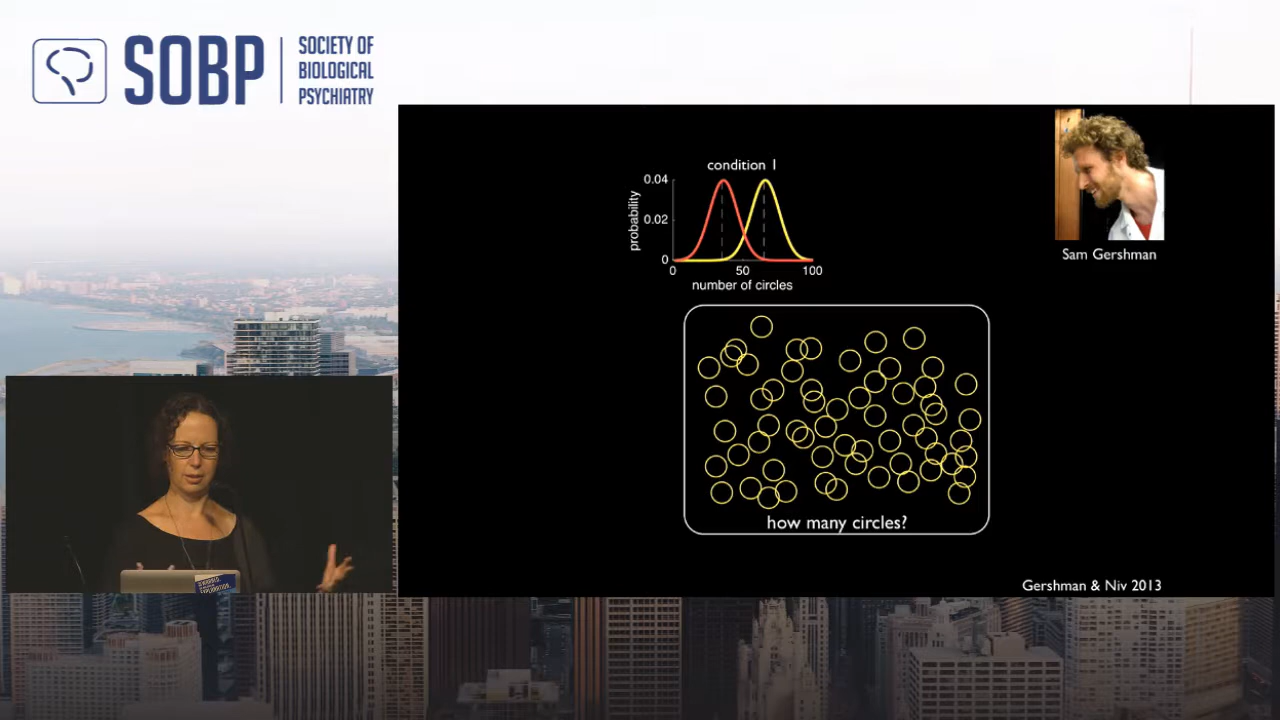 SOBP
SOCIETY OF
BIOLOGICAL
PSYCHIATRY
condition 1
0.04
0.02
0
probability
0
50
100
number of circles
Sam Gershman
how many circles?
Gershman & Niv 2013